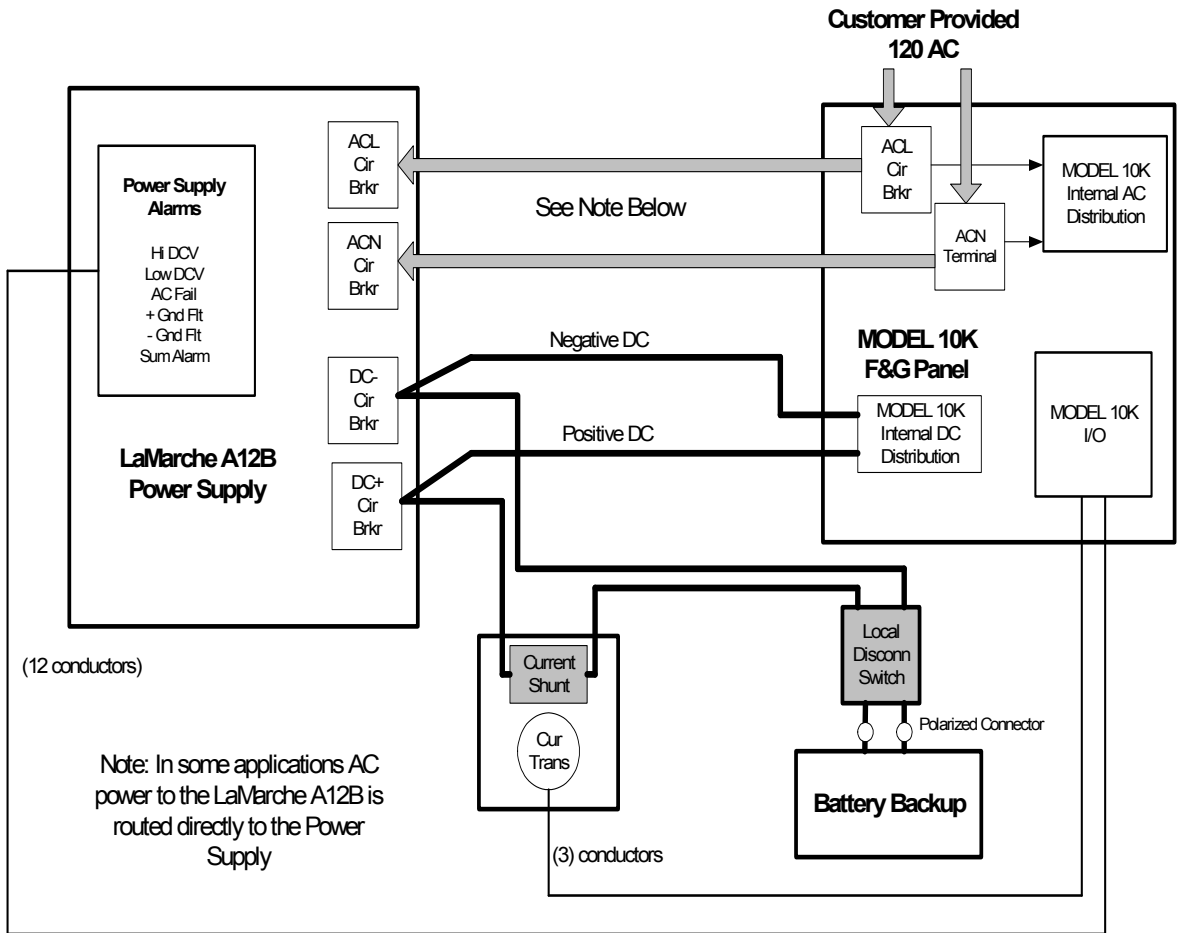 Customer Provided
120 AC
Power Supply
Alarms
Hi DCV
Low DCV
AC Fail
+ Gnd Flt
- Gnd Flt
Sum Alarm
ACL
Cir
Brkr
ACN
Cir
Brkr
DC-
Cir
Brkr
DC+
Cir
Brkr
LaMarche A12B
Power Supply
See Note Below
Negative DC
Positive DC
ACL
Cir
Brkr
ACN
Terminal
MODEL 10K
Internal AC
Distribution
MODEL 10K
F&G Panel
MODEL 10K
Internal DC
Distribution
MODEL 10K
I/O
(12 conductors)
Current
Shunt
Cur
Trans
Local
Disconn
Switch
Polarized Connector
Battery Backup
(3) conductors
Note: In some applications AC
power to the LaMarche A12B is
routed directly to the Power
Supply